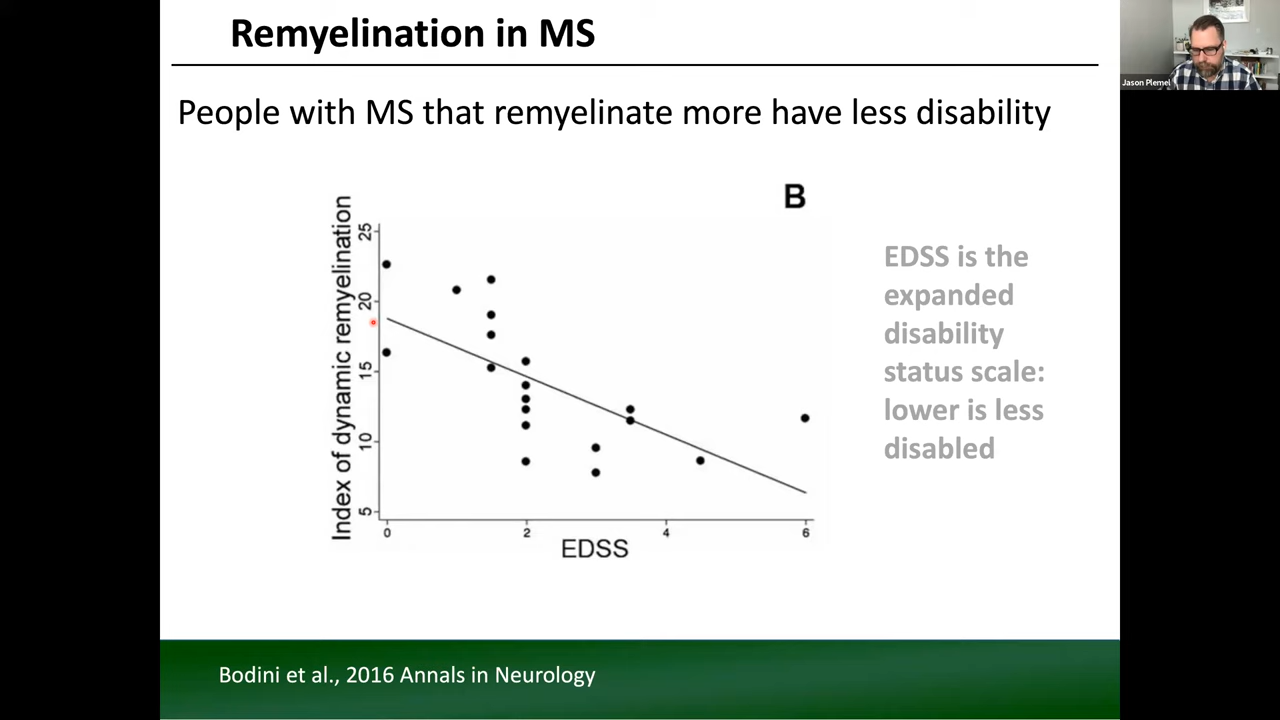 Remyelination in MS
Jason Plemel
People with MS that remyelinate more have less disability
B
Index of dynamic remyelination
25
20
15
10
5
0
2
4
6
EDSS
EDSS is the
expanded
disability
status scale:
lower is less
disabled
Bodini et al., 2016 Annals in Neurology